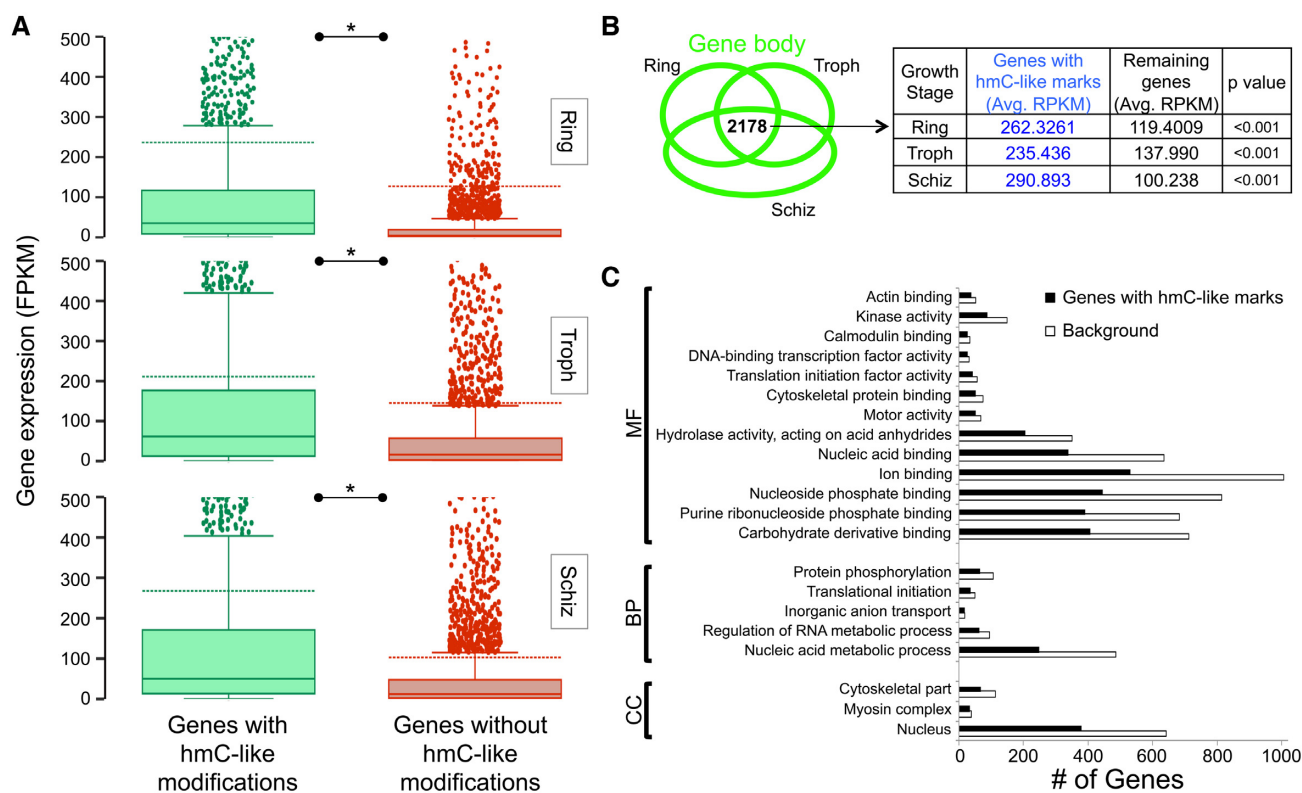 A
Gene expression (FPKM)
500
400
300
200
100
0
*
Ring
500
400
300
200
100
0
*
Troph
500
400
300
200
100
0
*
Schiz
Genes with
hmC-like
modifications
Genes without
hmC-like
modifications
B
Gene body
Ring
Troph
2178
Schiz
Growth Stage | Genes with hmC-like marks (Avg. RPKM) | Remaining genes (Avg. RPKM) | p value
Ring | 262.3261 | 119.4009 | <0.001
Troph | 235.436 | 137.990 | <0.001
Schiz | 290.893 | 100.238 | <0.001
C
Genes with hmC-like marks
Background
MF
Actin binding
Kinase activity
Calmodulin binding
DNA-binding transcription factor activity
Translation initiation factor activity
Cytoskeletal protein binding
Motor activity
Hydrolase activity, acting on acid anhydrides
Nucleic acid binding
Ion binding
Nucleoside phosphate binding
Purine ribonucleoside phosphate binding
Carbohydrate derivative binding
BP
Protein phosphorylation
Translational initiation
Inorganic anion transport
Regulation of RNA metabolic process
Nucleic acid metabolic process
CC
Cytoskeletal part
Myosin complex
Nucleus
0 200 400 600 800 1000
# of Genes